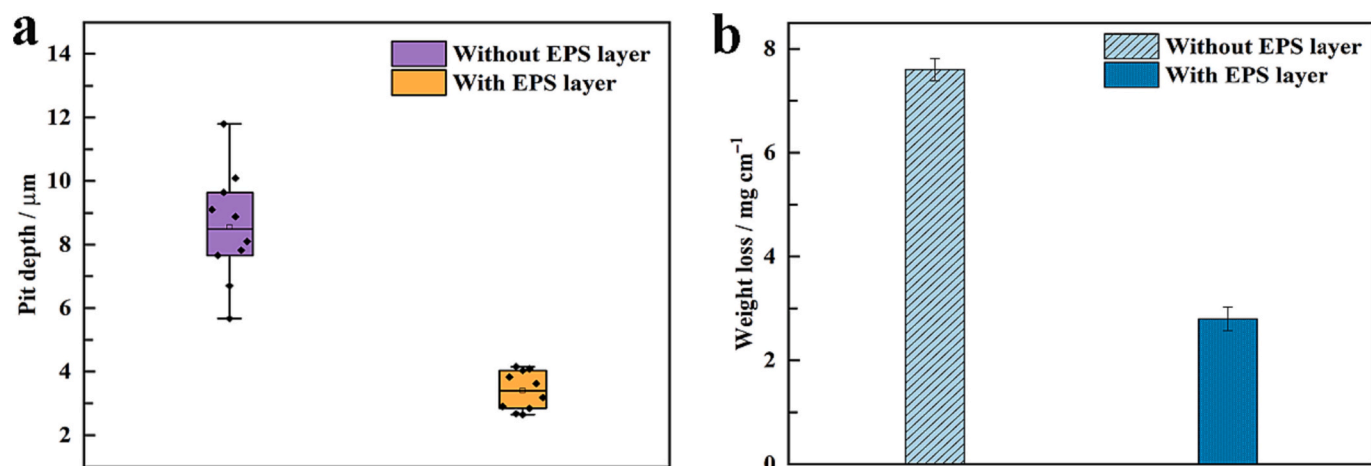 a
Without EPS layer
With EPS layer
14
12
10
8
6
4
2
Pit depth / μm
b
Without EPS layer
With EPS layer
8
6
4
2
0
Weight loss / mg cm⁻¹